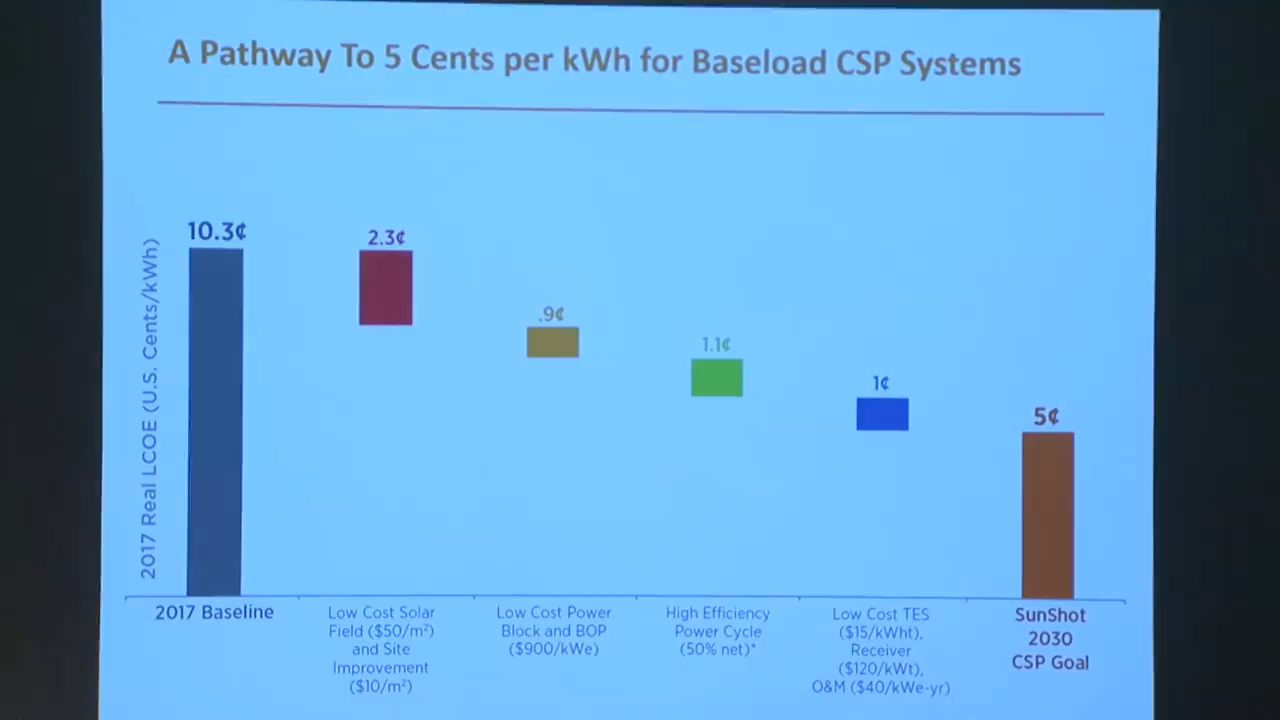 A Pathway To 5 Cents per kWh for Baseload CSP Systems
2017 Real LCOE (U.S. Cents/kWh)
10.3¢
2.3¢
.9¢
1.1¢
1¢
5¢
2017 Baseline
Low Cost Solar
Field ($50/m²)
and Site
Improvement
($10/m²)
Low Cost Power
Block and BOP
($900/kWe)
High Efficiency
Power Cycle
(50% net)*
Low Cost TES
($15/kWht),
Receiver
($120/kWt),
O&M ($40/kWe-yr)
SunShot
2030
CSP Goal